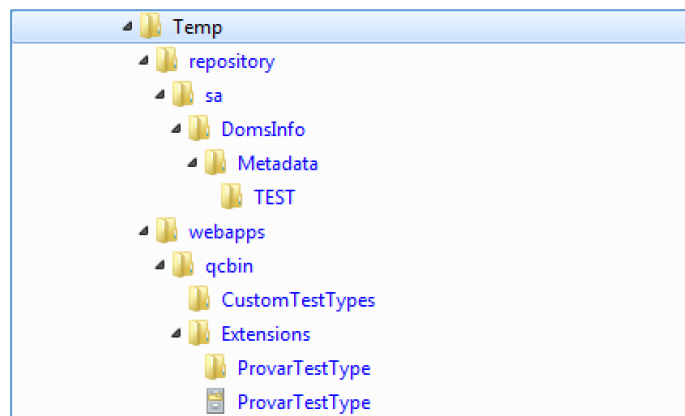 Temp
repository
sa
DomsInfo
Metadata
TEST
webapps
qcbin
CustomTestTypes
Extensions
ProvarTestType
ProvarTestType